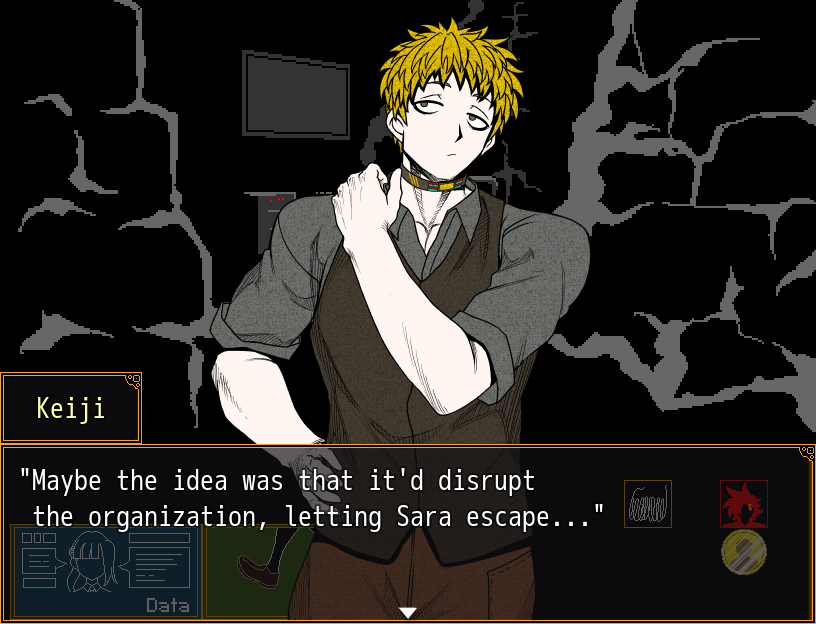 Keiji
"Maybe the idea was that it'd disrupt
the organization, letting Sara escape..."
Data